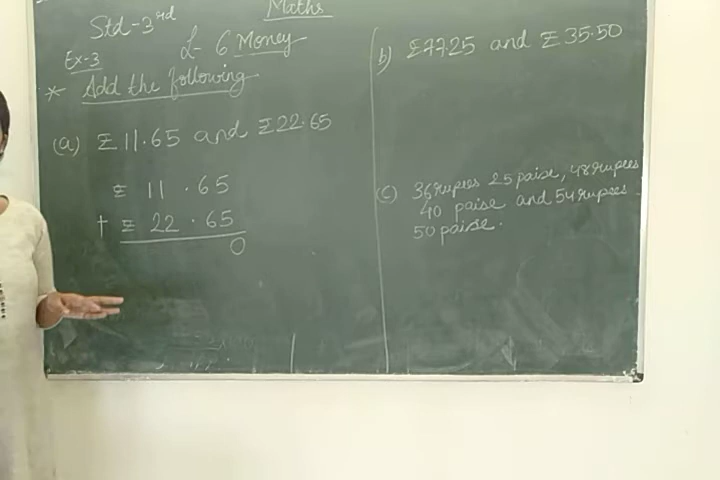 Maths
Std-3rd
L-6 Money
Ex-3
* Add the following
(a) ₹11.65 and ₹22.65
₹ 11.65
+ ₹ 22.65
0
b) ₹77.25 and ₹35.50
(c) 36 rupees 25 paise, 48 rupees
40 paise and 54 rupees
50 paise.